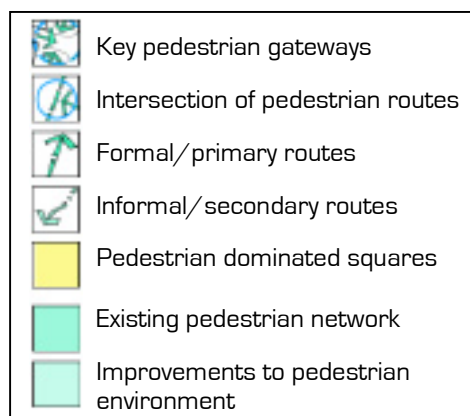 Key pedestrian gateways
Intersection of pedestrian routes
Formal/primary routes
Informal/secondary routes
Pedestrian dominated squares
Existing pedestrian network
Improvements to pedestrian
environment